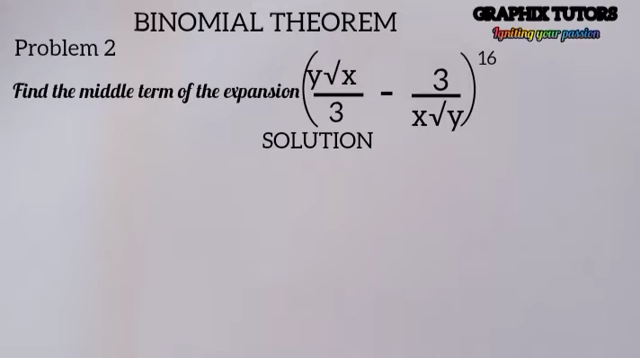 BINOMIAL THEOREM
GRAPHIX TUTORS
Igniting your passion
Problem 2
Find the middle term of the expansion (y√x/3 - 3/x√y)^16
SOLUTION